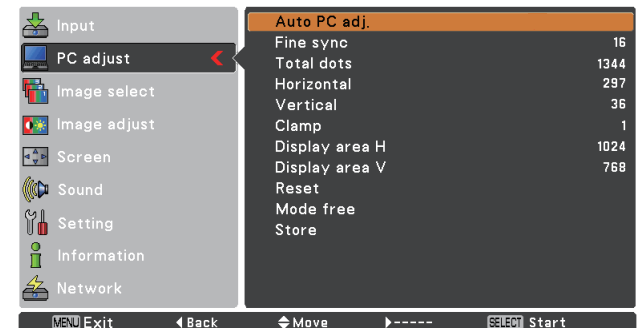 Input
PC adjust
Image select
Image adjust
Screen
Sound
Setting
Information
Network
Auto PC adj.
Fine sync 16
Total dots 1344
Horizontal 297
Vertical 36
Clamp 1
Display area H 1024
Display area V 768
Reset
Mode free
Store
MENU Exit Back Move ----- SELECT Start